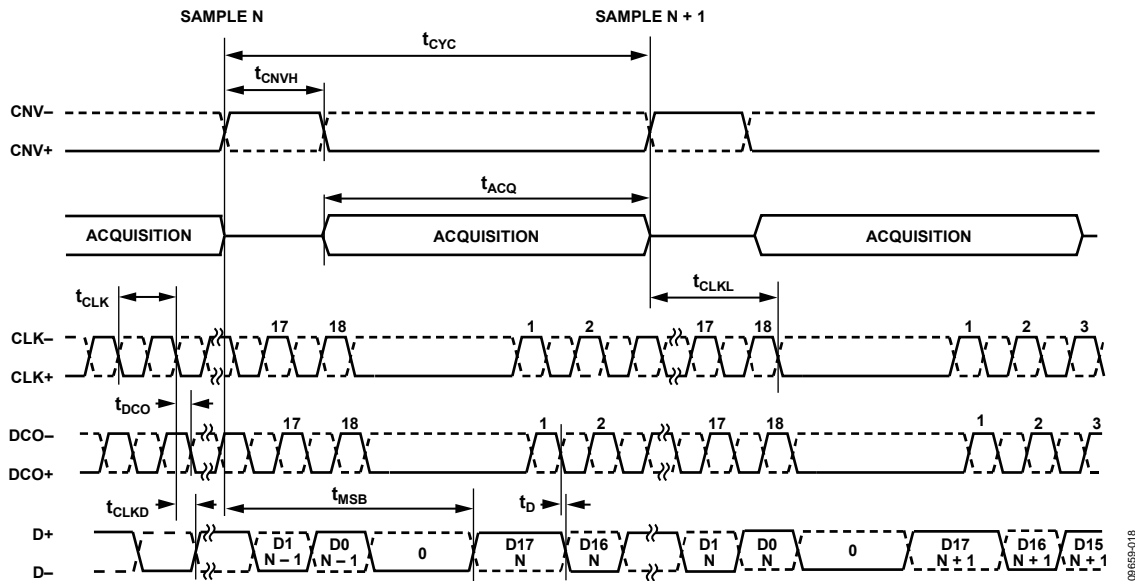 SAMPLE N SAMPLE N + 1
tCYC
tCNVH
CNV–
CNV+
tACQ
ACQUISITION ACQUISITION ACQUISITION
tCLK tCLKL
17 18 1 2 17 18 1 2 3
CLK–
CLK+
tDCO
17 18 1 2 17 18 1 2 3
DCO–
DCO+
tCLKD tMSB tD
D+
D–
D1 N – 1
D0 N – 1
0
D17 N
D16 N
D1 N
D0 N
0
D17 N + 1
D16 N + 1
D15 N + 1
09659-018